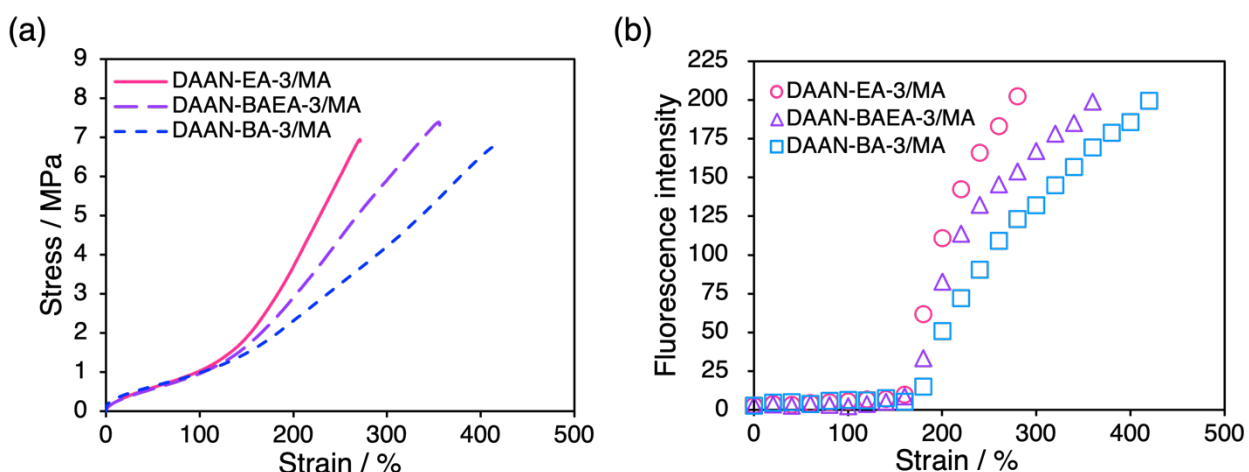 (a)
9
8
7
6
5
4
3
2
1
0
Stress / MPa
DAAN-EA-3/MA
DAAN-BAEA-3/MA
DAAN-BA-3/MA
0 100 200 300 400 500
Strain / %
(b)
225
200
175
150
125
100
75
50
25
0
Fluorescence intensity
DAAN-EA-3/MA
DAAN-BAEA-3/MA
DAAN-BA-3/MA
0 100 200 300 400 500
Strain / %